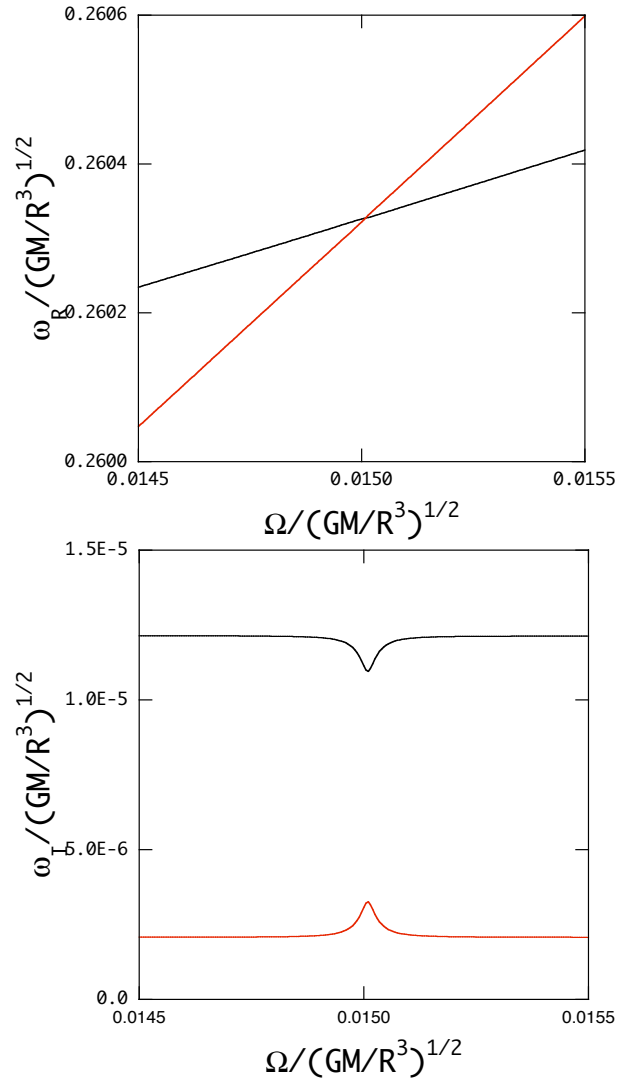 0.2606
0.2604
0.2602
0.2600
ω_R/(GM/R^3)^1/2
0.0145 0.0150 0.0155
Ω/(GM/R^3)^1/2
1.5E-5
1.0E-5
5.0E-6
0.0
ω_I/(GM/R^3)^1/2
0.0145 0.0150 0.0155
Ω/(GM/R^3)^1/2